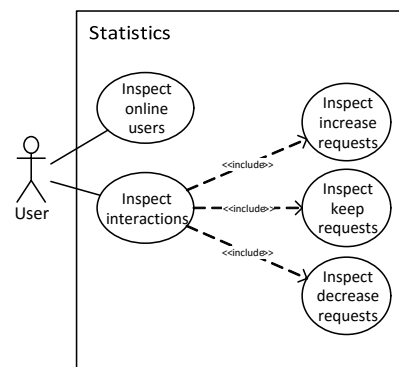 Statistics
Inspect
online
users
Inspect
increase
requests
<<include>>
User
Inspect
interactions
<<include>>
Inspect
keep
requests
<<include>>
Inspect
decrease
requests